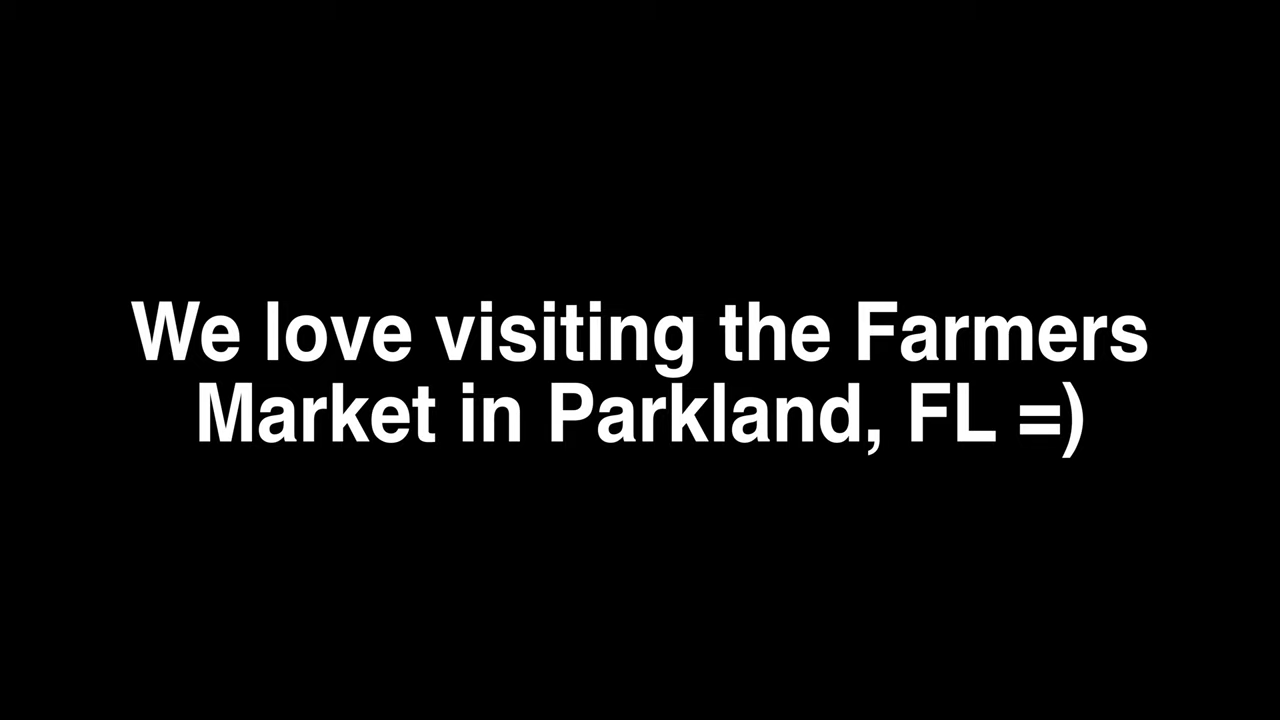 We love visiting the Farmers
Market in Parkland, FL =)